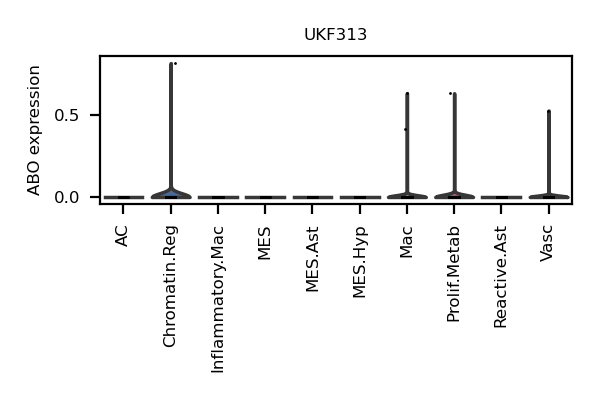 UKF313
ABO expression
0.5
0.0
AC
Chromatin.Reg
Inflammatory.Mac
MES
MES.Ast
MES.Hyp
Mac
Prolif.Metab
Reactive.Ast
Vasc